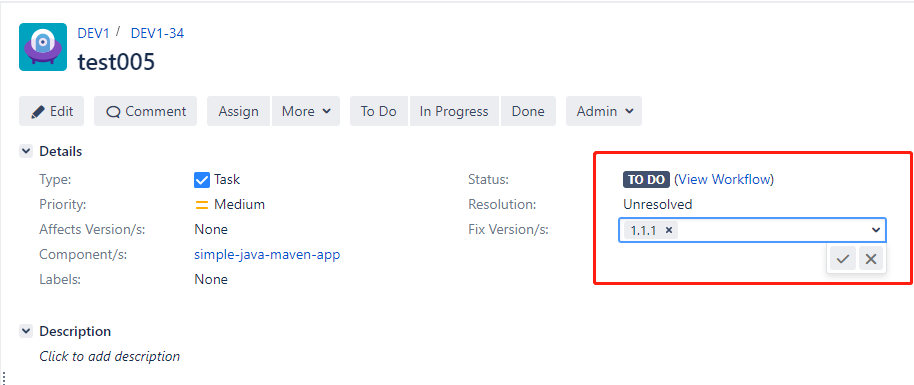 DEV1 / DEV1-34
test005
Edit Comment Assign More To Do In Progress Done Admin
Details
Type: Task Status: TO DO (View Workflow)
Priority: Medium Resolution: Unresolved
Affects Version/s: None Fix Version/s: 1.1.1
Component/s: simple-java-maven-app
Labels: None
Description
Click to add description